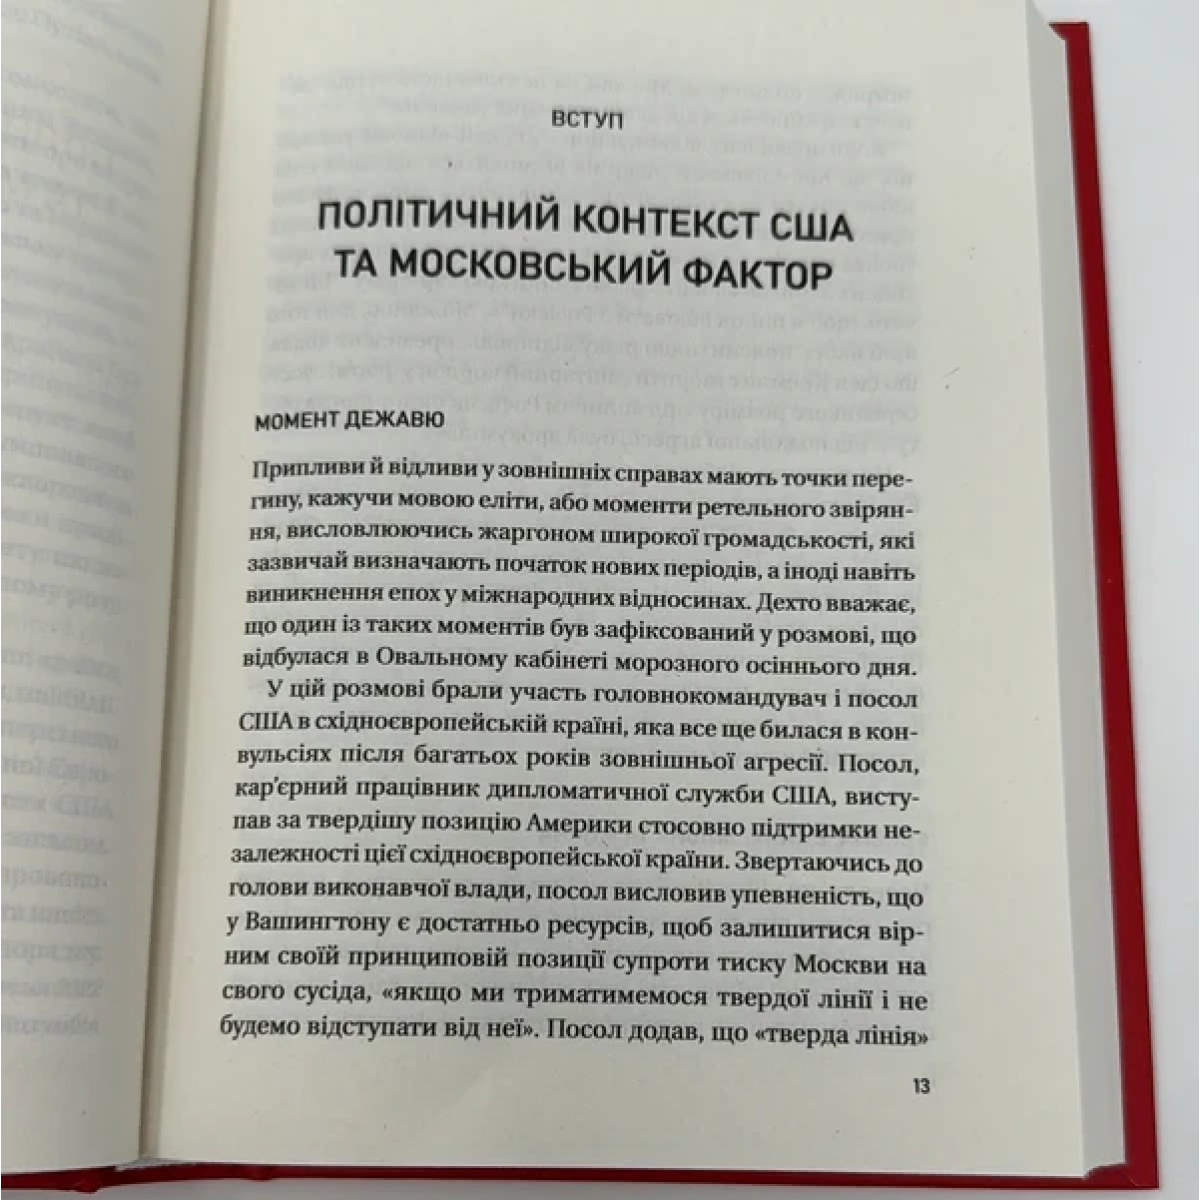 ВСТУП
ПОЛІТИЧНИЙ КОНТЕКСТ США
ТА МОСКОВСЬКИЙ ФАКТОР
МОМЕНТ ДЕЖАВЮ
Припливи й відливи у зовнішніх справах мають точки пере-
гину, кажучи мовою еліти, або моменти ретельного звірян-
ня, висловлюючись жаргоном широкої громадськості, які
зазвичай визначають початок нових періодів, а іноді навіть
виникнення епох у міжнародних відносинах. Дехто вважає,
що один із таких моментів був зафіксований у розмові, що
відбулася в Овальному кабінеті морозного осіннього дня.
У цій розмові брали участь головнокомандувач і посол
США в східноєвропейській країні, яка все ще билася в кон-
вульсіях після багатьох років зовнішньої агресії. Посол,
кар’єрний працівник дипломатичної служби США, висту-
пав за твердішу позицію Америки стосовно підтримки не-
залежності цієї східноєвропейської країни. Звертаючись до
голови виконавчої влади, посол висловив упевненість, що
у Вашингтону є достатньо ресурсів, щоб залишитися вір-
ним своїй принциповій позиції супроти тиску Москви на
свого сусіда, «якщо ми триматимемося твердої лінії і не
будемо відступати від неї». Посол додав, що «тверда лінія»
13